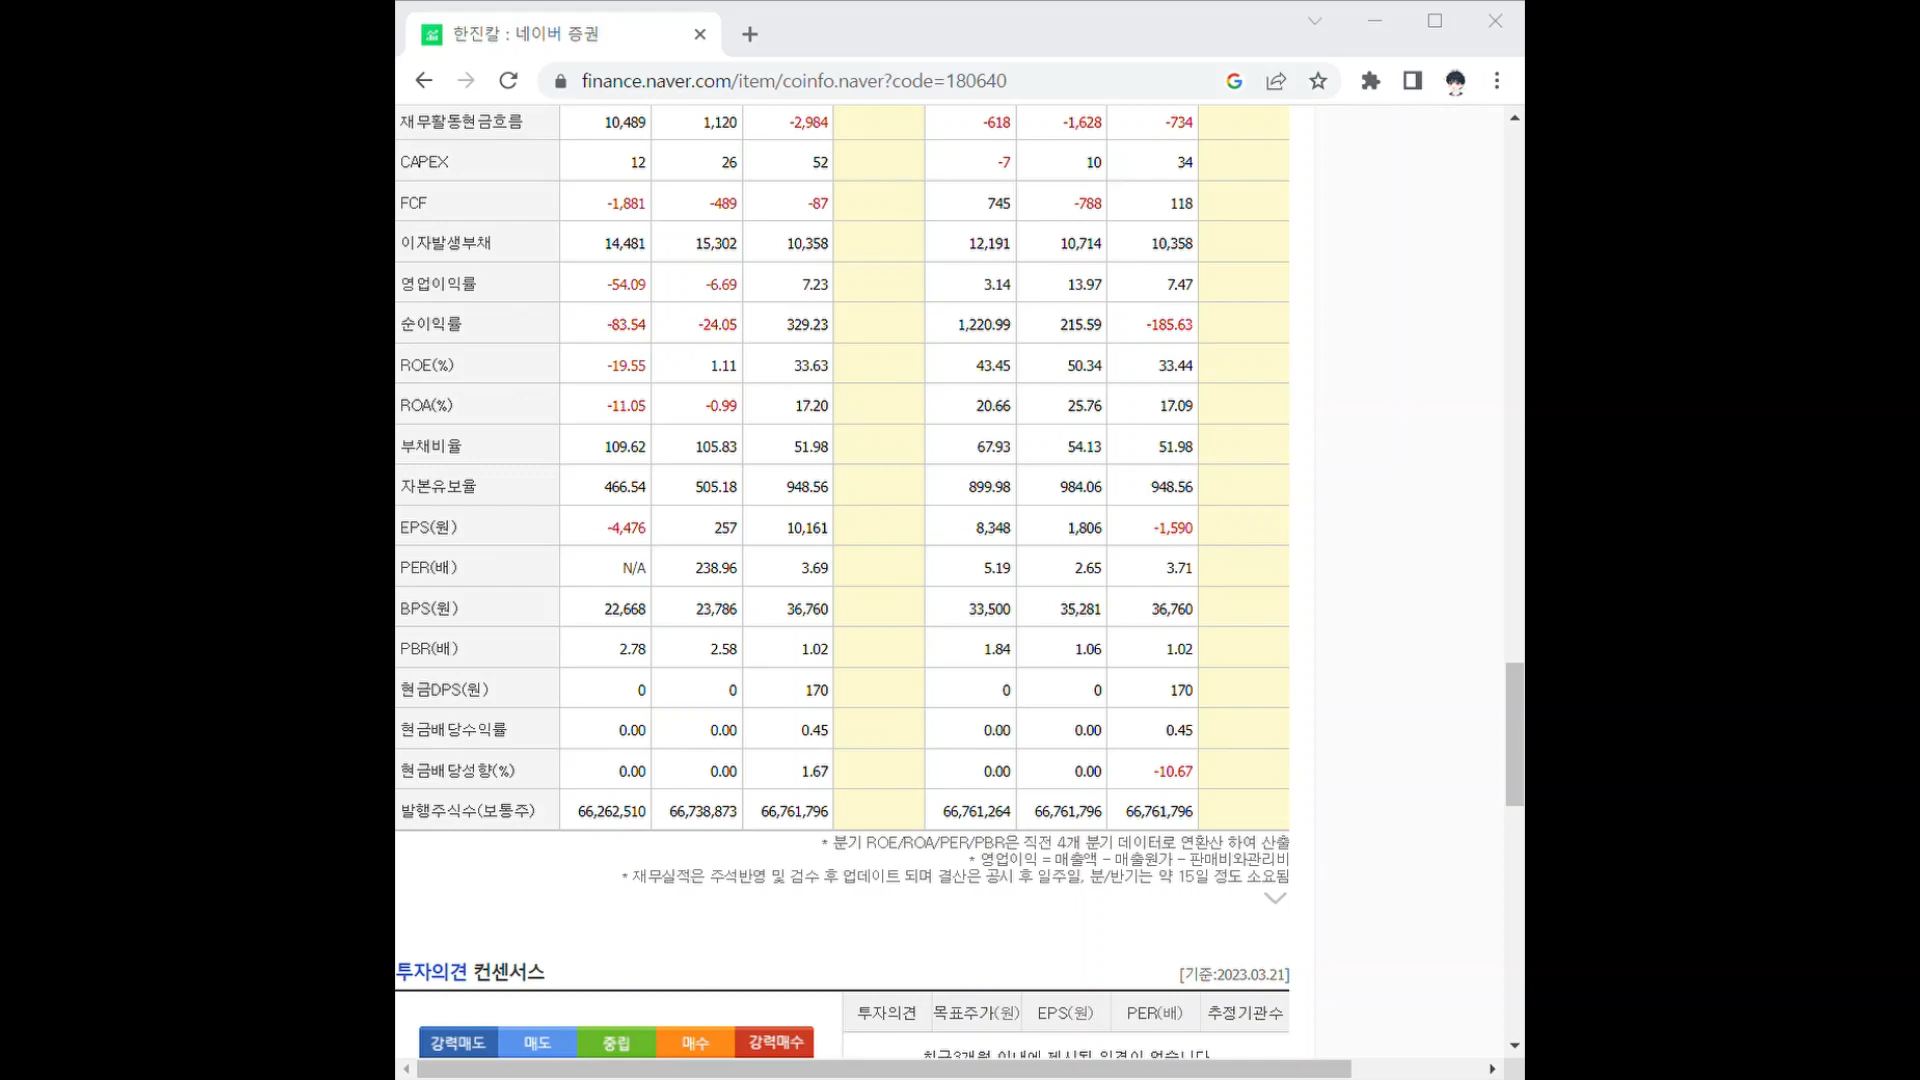 한진칼 : 네이버 증권
finance.naver.com/item/coinfo.naver?code=180640
재무활동현금흐름 10,489 1,120 -2,984 -618 -1,628 -734
CAPEX 12 26 52 -7 10 34
FCF -1,881 -489 -87 745 -788 118
이자발생부채 14,481 15,302 10,358 12,191 10,714 10,358
영업이익률 -54.09 -6.69 7.23 3.14 13.97 7.47
순이익률 -83.54 -24.05 329.23 1,220.99 215.59 -185.63
ROE(%) -19.55 1.11 33.63 43.45 50.34 33.44
ROA(%) -11.05 -0.99 17.20 20.66 25.76 17.09
부채비율 109.62 105.83 51.98 67.93 54.13 51.98
자본유보율 466.54 505.18 948.56 899.98 984.06 948.56
EPS(원) -4,476 257 10,161 8,348 1,806 -1,590
PER(배) N/A 238.96 3.69 5.19 2.65 3.71
BPS(원) 22,668 23,786 36,760 33,500 35,281 36,760
PBR(배) 2.78 2.58 1.02 1.84 1.06 1.02
현금DPS(원) 0 0 170 0 0 170
현금배당수익률 0.00 0.00 0.45 0.00 0.00 0.45
현금배당성향(%) 0.00 0.00 1.67 0.00 0.00 -10.67
발행주식수(보통주) 66,262,510 66,738,873 66,761,796 66,761,264 66,761,796 66,761,796
* 분기 ROE/ROA/PER/PBR은 직전 4개 분기 데이터로 연환산 하여 산출
* 영업이익 = 매출액 - 매출원가 - 판매비와관리비
* 재무실적은 주석반영 및 검수 후 업데이트 되며 결산은 공시 후 일주일, 분/반기는 약 15일 정도 소요됨
투자의견 컨센서스 [기준:2023.03.21]
투자의견 목표주가(원) EPS(원) PER(배) 추정기관수
강력매도 매도 중립 매수 강력매수
최근3개월 이내에 제시된 의견이 없습니다